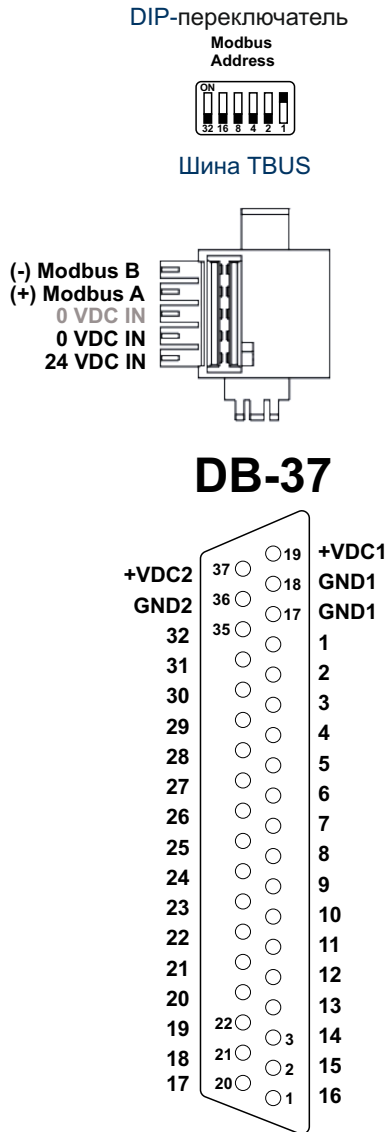 DIP-переключатель
Modbus
Address
ON
32 16 8 4 2 1
Шина TBUS
(-) Modbus B
(+) Modbus A
0 VDC IN
0 VDC IN
24 VDC IN
DB-37
19 +VDC1
+VDC2 37
18 GND1
GND2 36
17 GND1
32 35
1
31
2
30
3
29
4
28
5
27
6
26
7
25
8
24
9
23
10
22
11
21
12
20
13
19 22
3 14
18 21
2 15
17 20
1 16